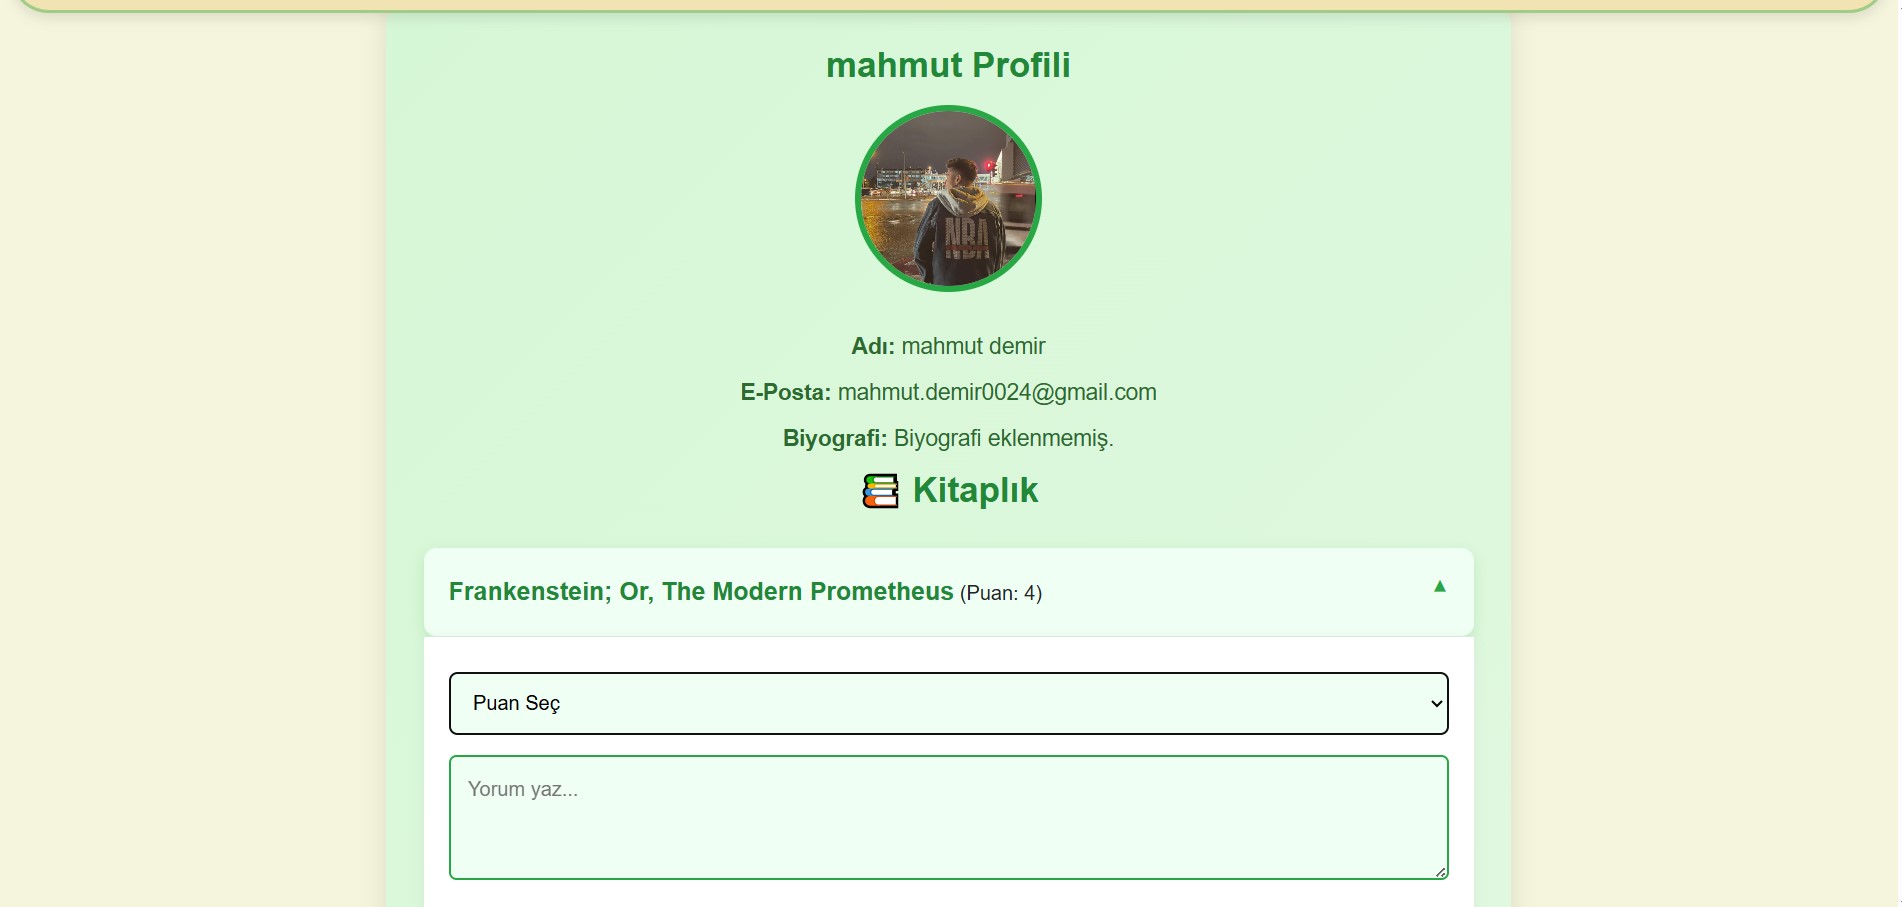 mahmut Profili
NBA
Adı: mahmut demir
E-Posta: mahmut.demir0024@gmail.com
Biyografi: Biyografi eklenmemiş.
Kitaplık
Frankenstein; Or, The Modern Prometheus (Puan: 4)
▲
Puan Seç
Yorum yaz...